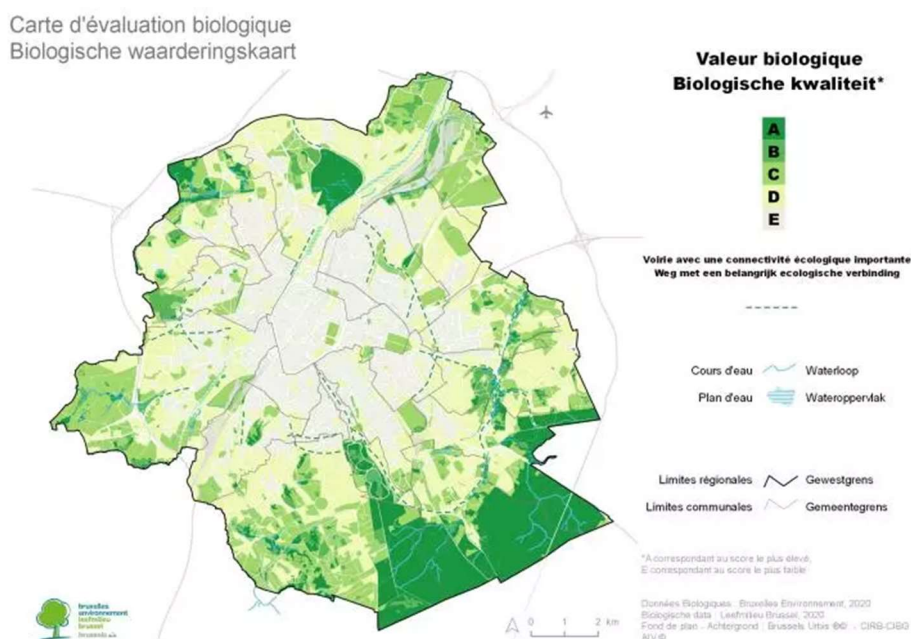 Carte d'évaluation biologique
Biologische waarderingskaart
Valeur biologique
Biologische kwaliteit*
A
B
C
D
E
Voirie avec une connectivité écologique importante
Weg met een belangrijk ecologische verbinding
Cours d'eau Waterloop
Plan d'eau Wateroppervlak
Limites régionales Gewestgrens
Limites communales Gemeentegrens
*A correspondant au score le plus élevé,
E correspondant au score le plus faible
Données Biologiques : Bruxelles Environnement, 2020
Biologische data : Leefmilieu Brussel, 2020
Fond de plan - Achtergrond : Brussels Urbis ®© - CIRB-CIBG
bruxelles
environnement
leefmilieu
brussel
0 1 2 km